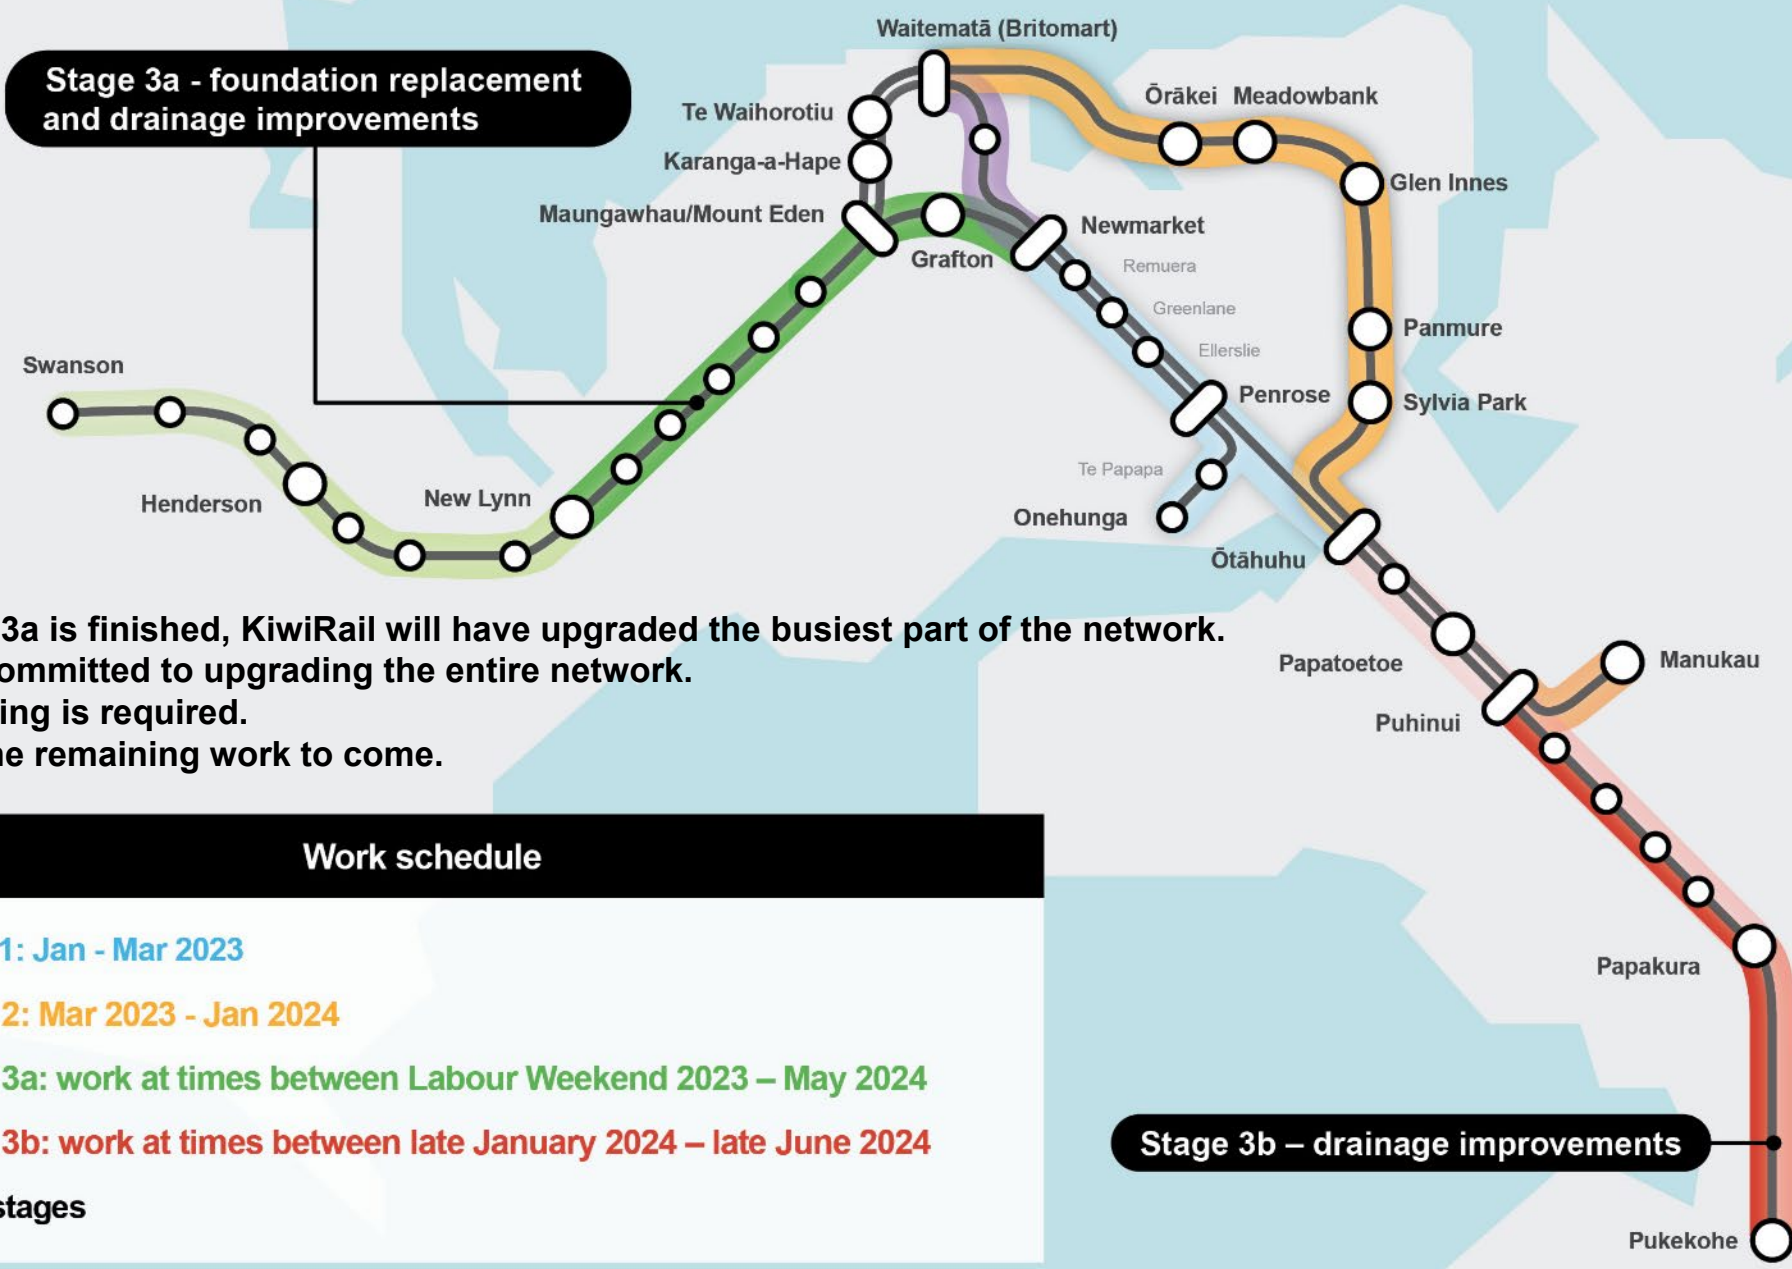 Waitematā (Britomart)
Stage 3a - foundation replacement
and drainage improvements
Te Waihorotiu
Ōrākei
Meadowbank
Karanga-a-Hape
Glen Innes
Maungawhau/Mount Eden
Newmarket
Grafton
Remuera
Greenlane
Panmure
Ellerslie
Swanson
Penrose
Sylvia Park
Te Papapa
Henderson
New Lynn
Onehunga
Ōtāhuhu
3a is finished, KiwiRail will have upgraded the busiest part of the network.
ommitted to upgrading the entire network.
ing is required.
ne remaining work to come.
Papatoetoe
Manukau
Puhinui
Work schedule
1: Jan - Mar 2023
2: Mar 2023 - Jan 2024
3a: work at times between Labour Weekend 2023 – May 2024
3b: work at times between late January 2024 – late June 2024
stages
Papakura
Stage 3b – drainage improvements
Pukekohe